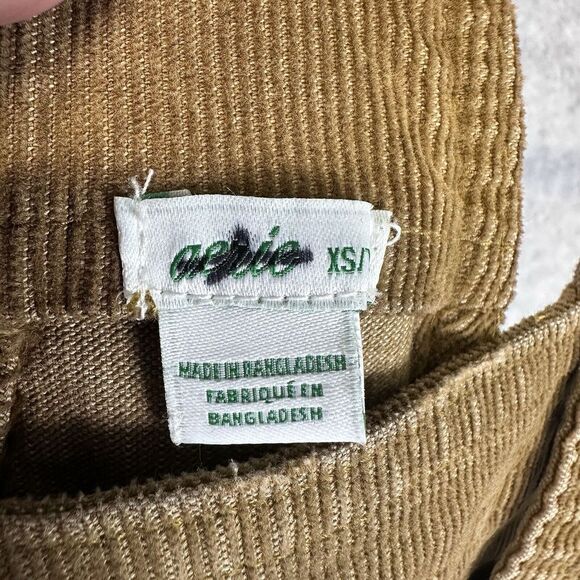 aerie XS/
MADE IN BANGLADESH
FABRIQUÉ EN
BANGLADESH